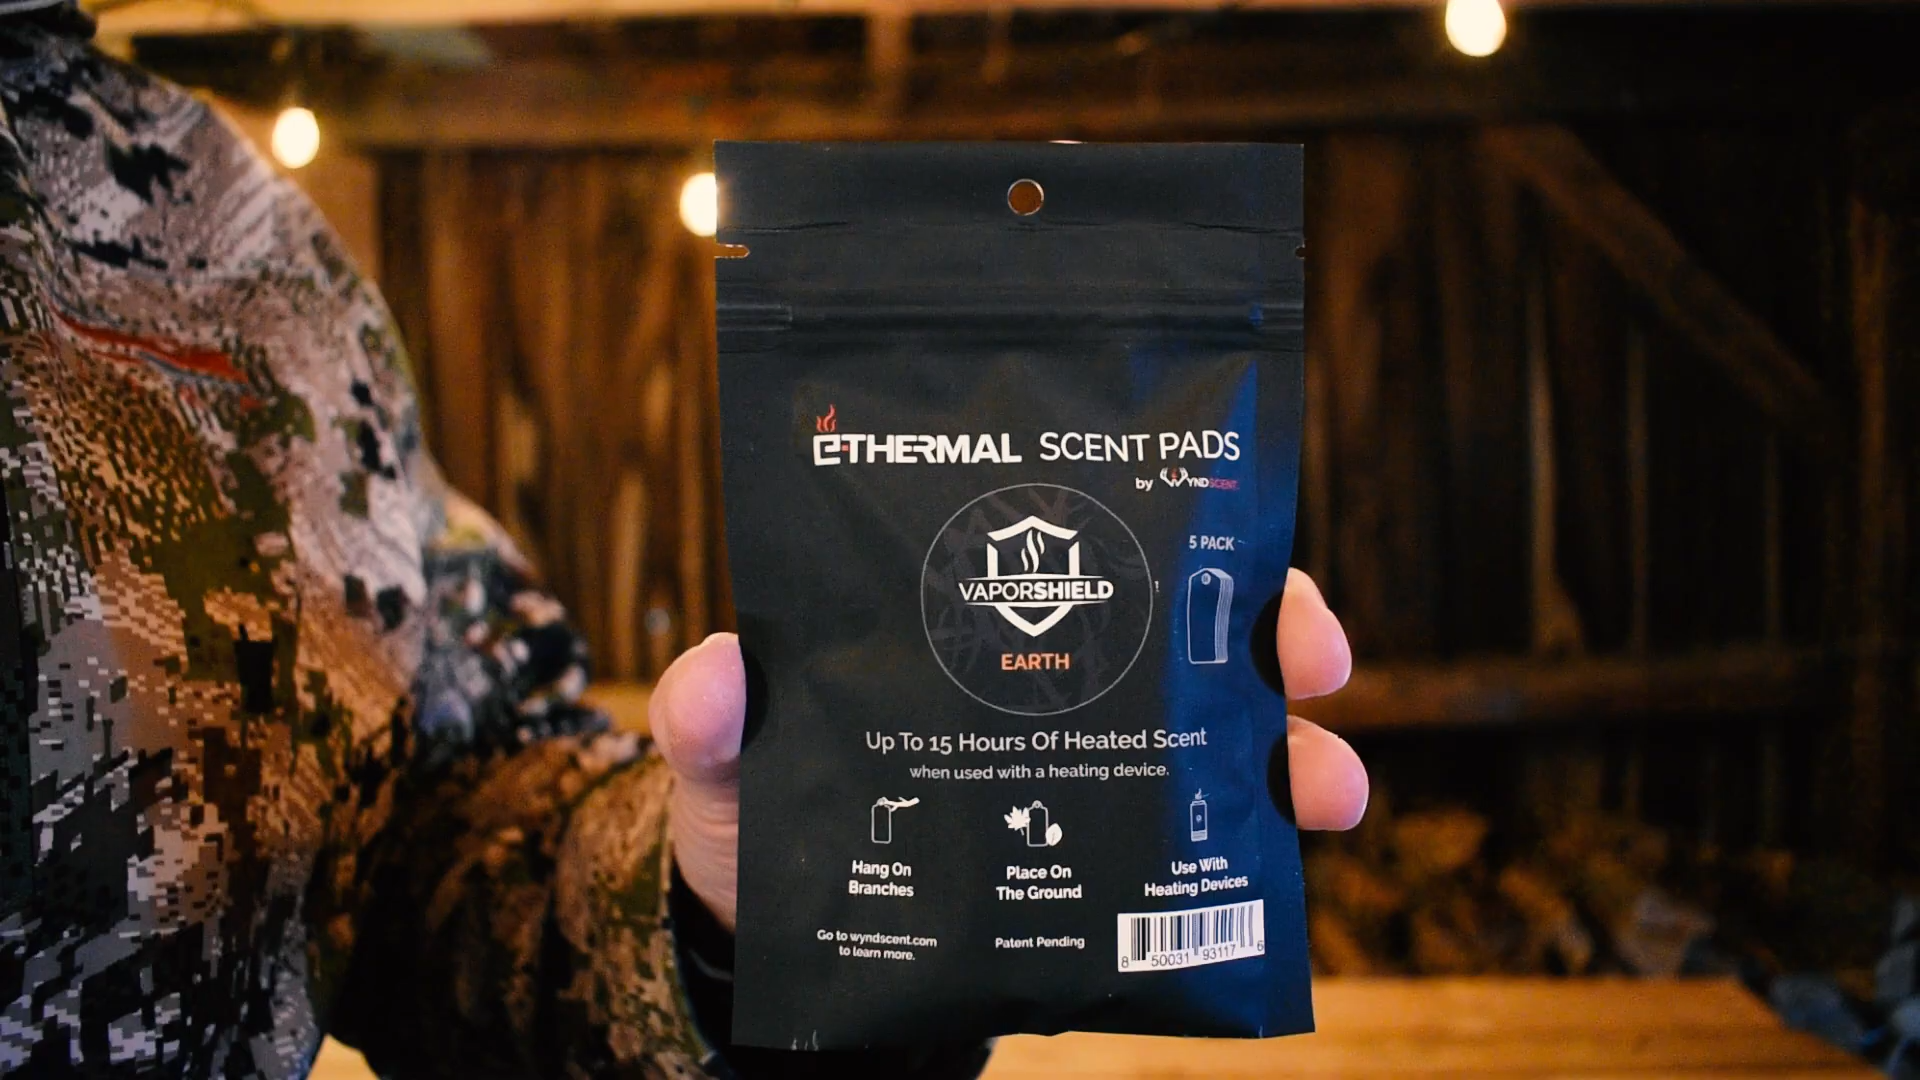 e-THERMAL SCENT PADS
by WYNDSCENT
VAPORSHIELD
EARTH
5 PACK
Up To 15 Hours Of Heated Scent
when used with a heating device.
Hang On
Branches
Place On
The Ground
Use With
Heating Devices
Go to wyndscent.com
to learn more.
Patent Pending
8 50031 93117 6